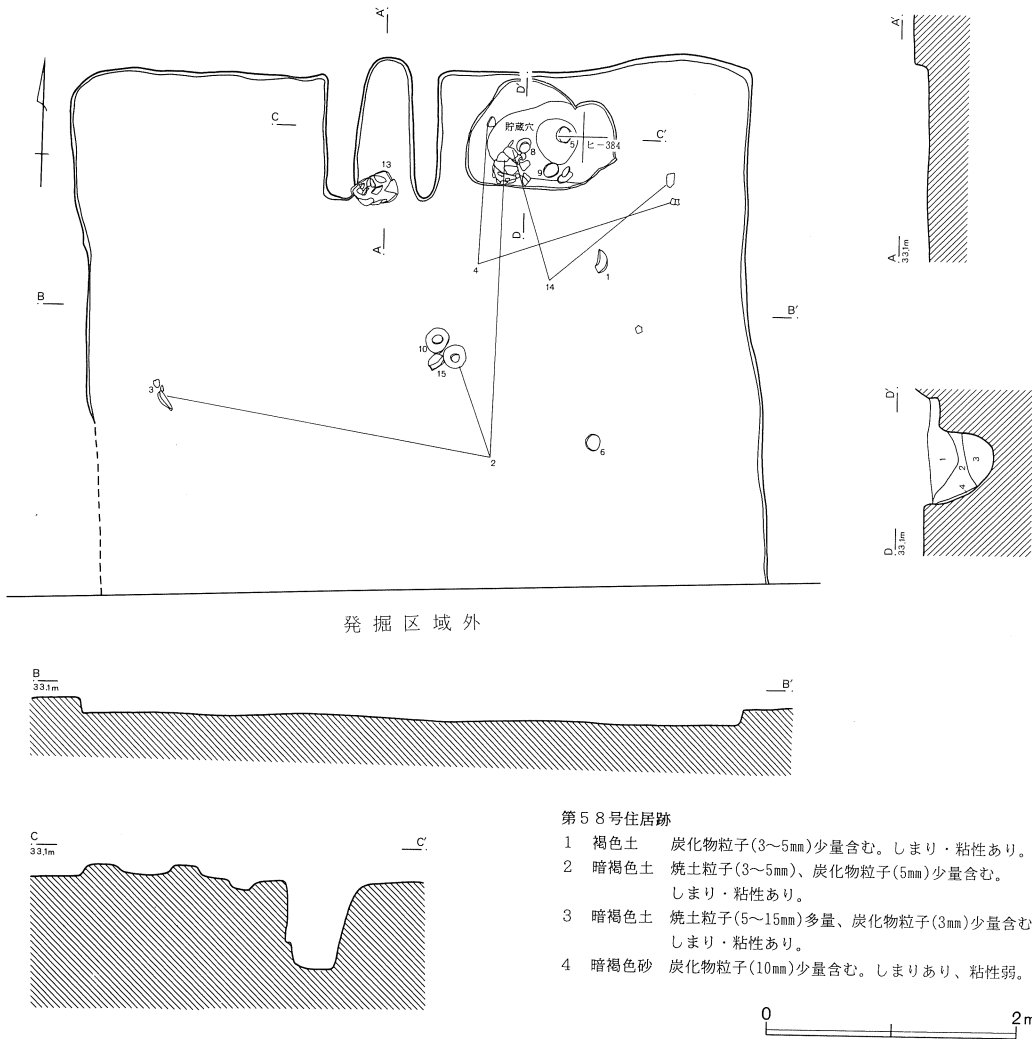 A'
A'
D'
C
貯蔵穴
C'
5
ヒ-384
8
9
13
D
A
4
1
14
A
33.1m
B
B'
10
15
3
6
2
D'
1
2
3
4
D
33.1m
発掘区域外
B
33.1m
B'
C
33.1m
C'
第58号住居跡
1 褐色土 炭化物粒子(3~5mm)少量含む。しまり・粘性あり。
2 暗褐色土 焼土粒子(3~5mm)、炭化物粒子(5mm)少量含む。
しまり・粘性あり。
3 暗褐色土 焼土粒子(5~15mm)多量、炭化物粒子(3mm)少量含む
しまり・粘性あり。
4 暗褐色砂 炭化物粒子(10mm)少量含む。しまりあり、粘性弱。
0 2m